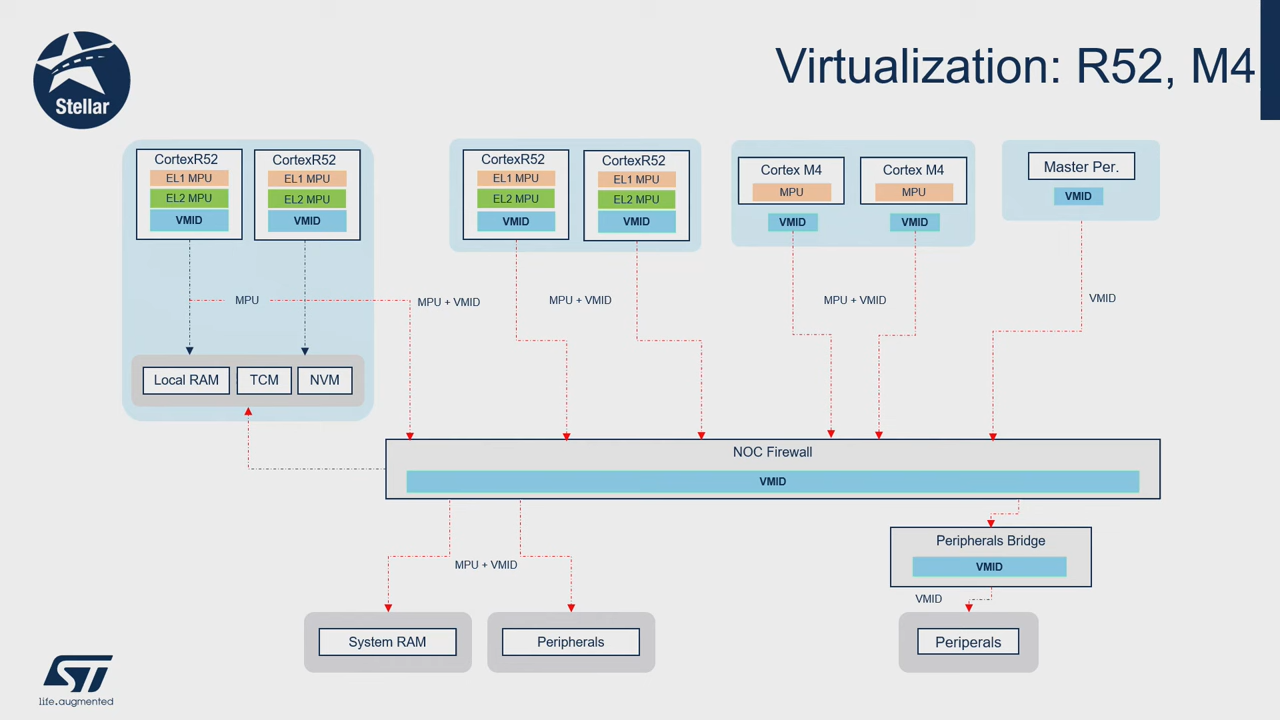 Virtualization: R52, M4
Stellar
CortexR52
EL1 MPU
EL2 MPU
VMID
CortexR52
EL1 MPU
EL2 MPU
VMID
CortexR52
EL1 MPU
EL2 MPU
VMID
CortexR52
EL1 MPU
EL2 MPU
VMID
Cortex M4
MPU
VMID
Cortex M4
MPU
VMID
Master Per.
VMID
MPU
MPU + VMID
MPU + VMID
MPU + VMID
VMID
Local RAM
TCM
NVM
NOC Firewall
VMID
MPU + VMID
Peripherals Bridge
VMID
VMID
System RAM
Peripherals
Periperals
ST
life.augmented